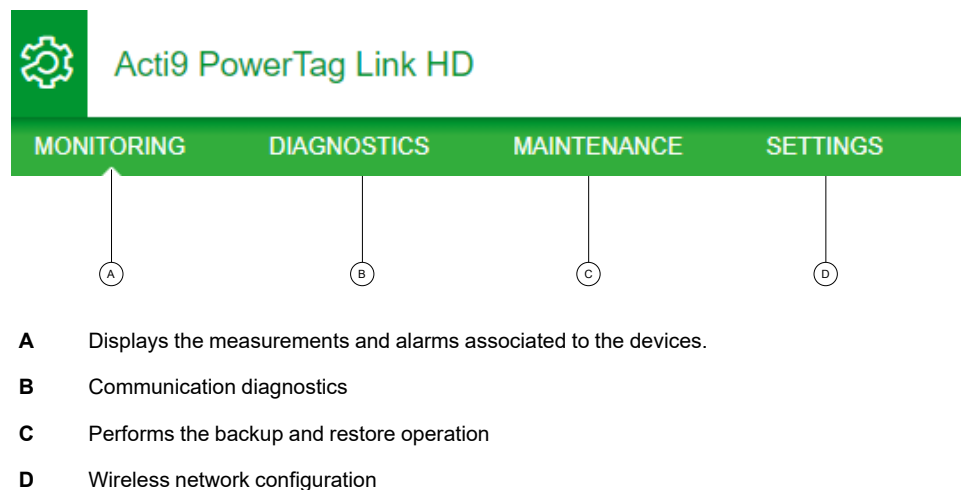 Acti9 PowerTag Link HD
MONITORING DIAGNOSTICS MAINTENANCE SETTINGS
A B C D
A Displays the measurements and alarms associated to the devices.
B Communication diagnostics
C Performs the backup and restore operation
D Wireless network configuration